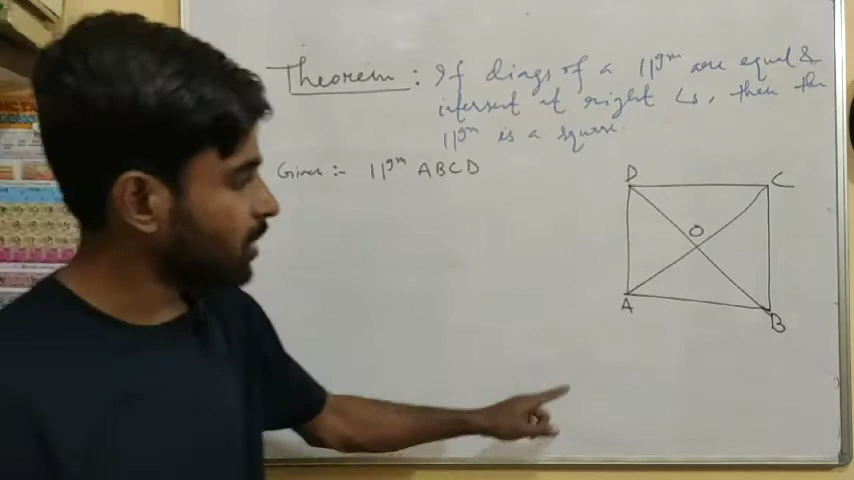 Theorem : If diags of a ||gm are equal &
intersect at right ∠s, then the
||gm is a square.
Given :- ||gm ABCD
D
C
O
A
B